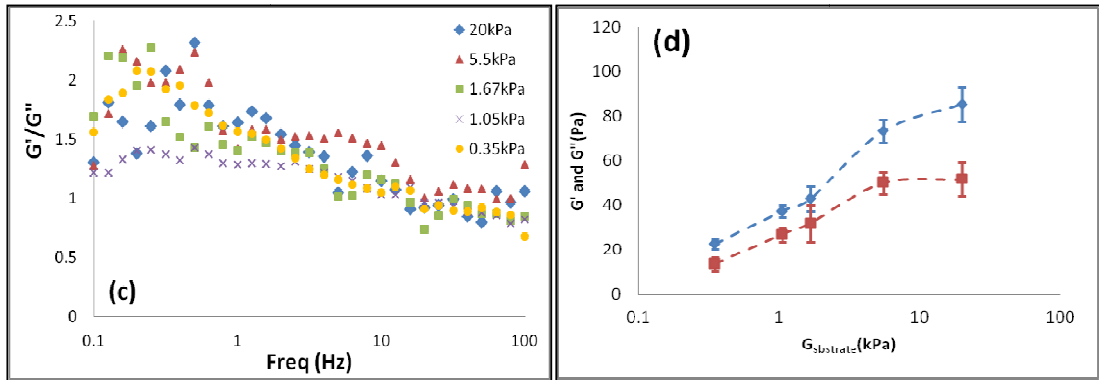 2.5
2
1.5
1
0.5
0
G'/G"
0.1 1 10 100
Freq (Hz)
(c)
20kPa
5.5kPa
1.67kPa
1.05kPa
0.35kPa
(d)
120
100
80
60
40
20
0
G' and G"(Pa)
0.1 1 10 100
Gsbstrate(kPa)